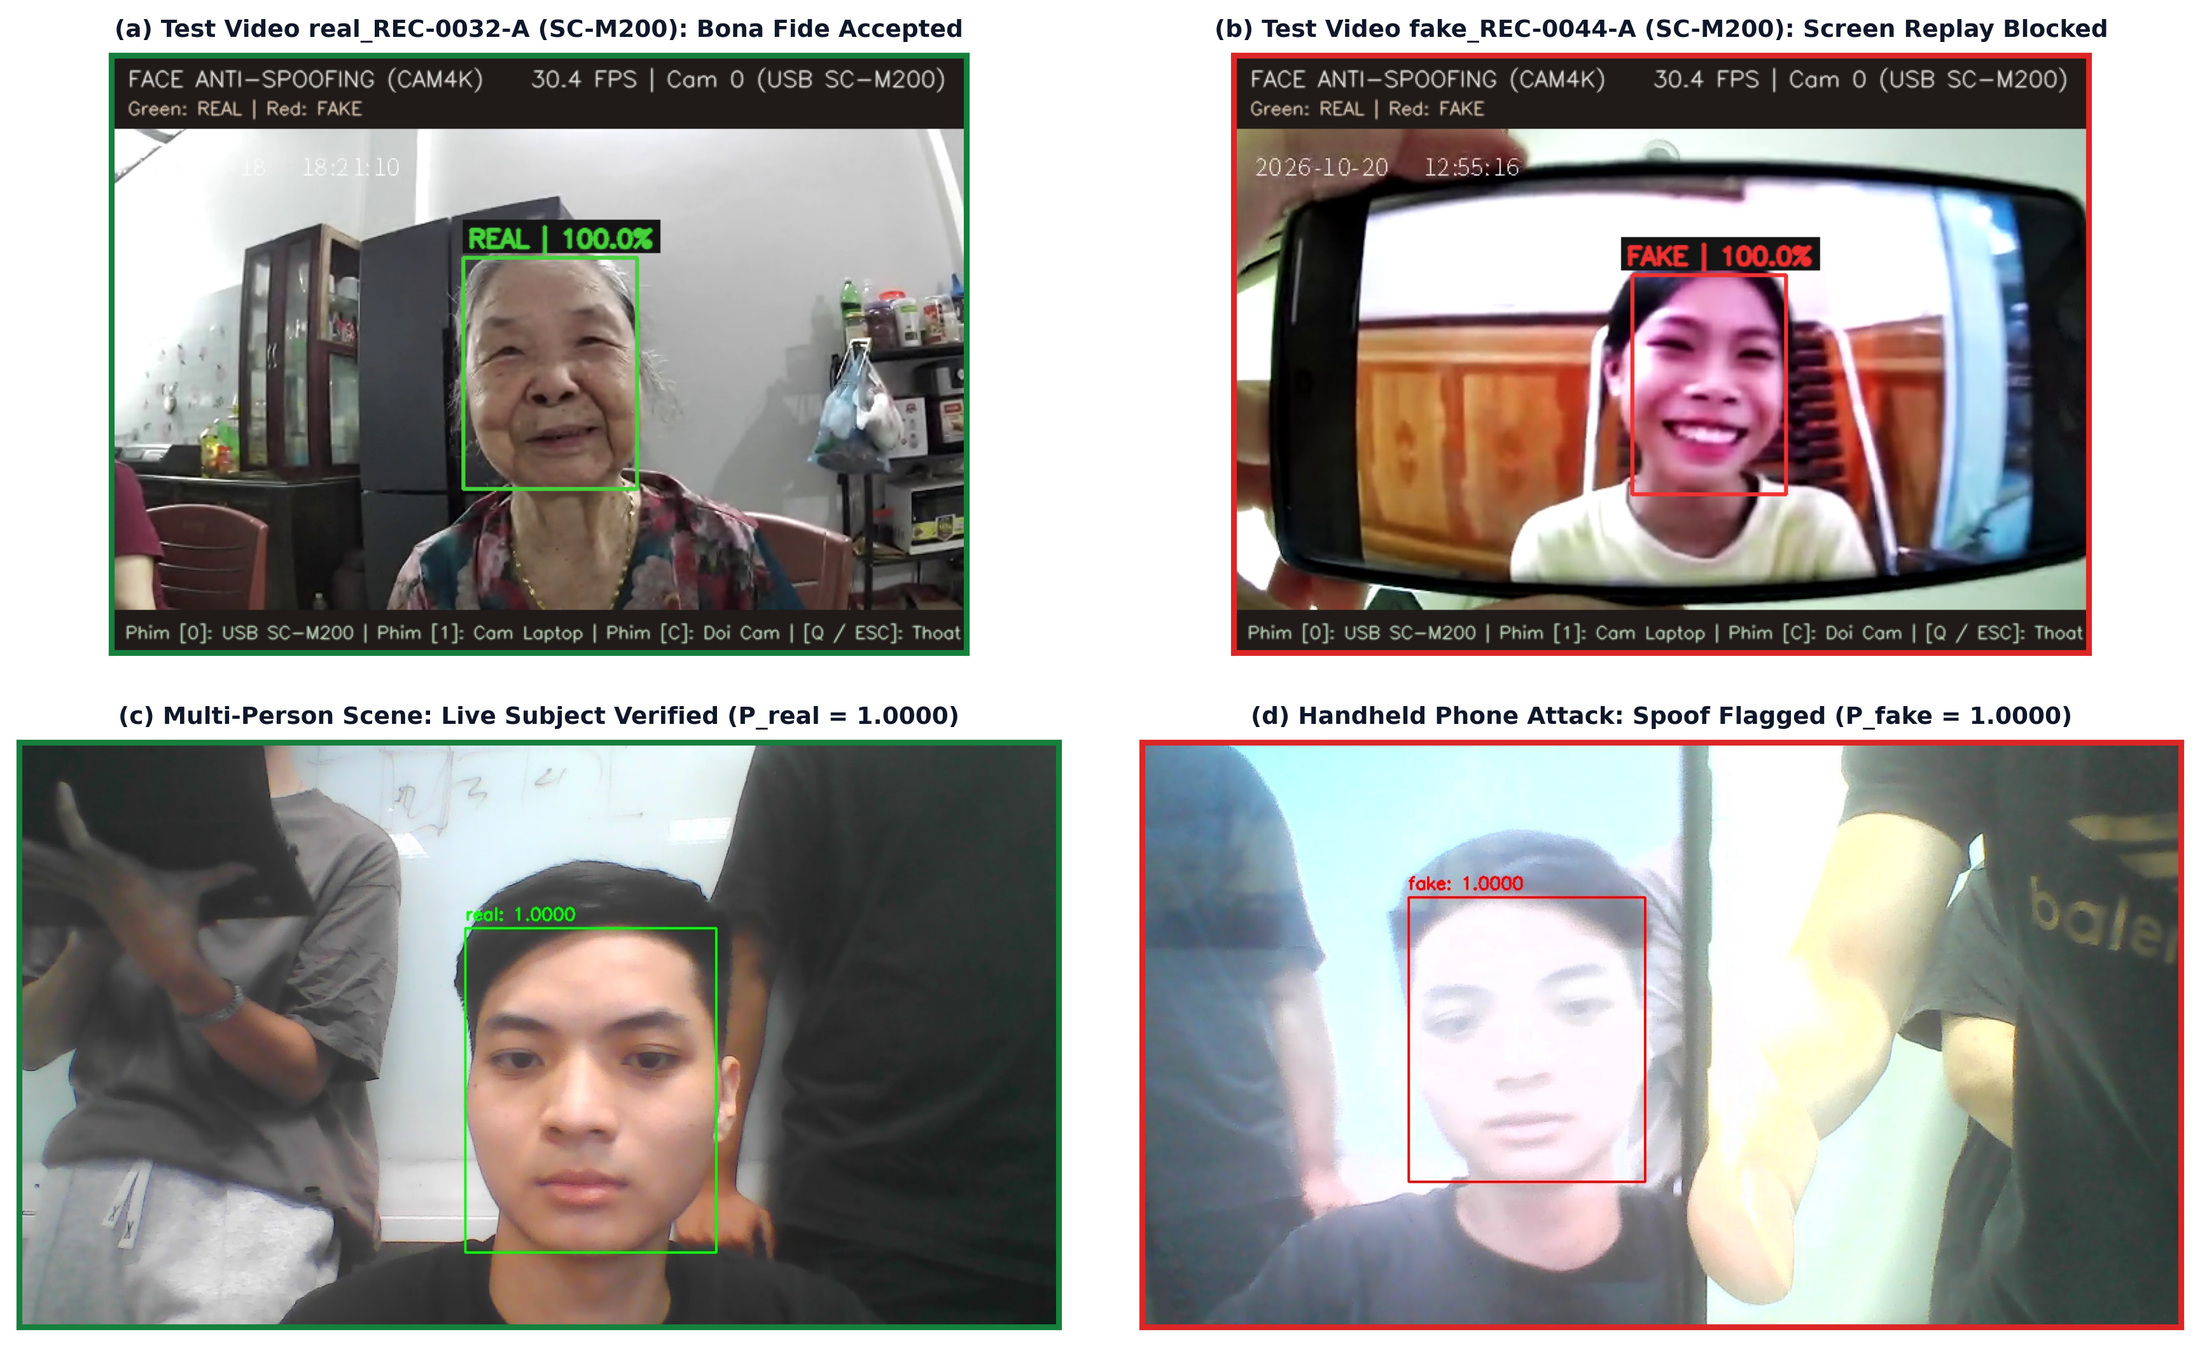 (a) Test Video real_REC-0032-A (SC-M200): Bona Fide Accepted
FACE ANTI-SPOOFING (CAM4K) 30.4 FPS | Cam 0 (USB SC-M200)
Green: REAL | Red: FAKE
-18 18:21:10
REAL | 100.0%
Phim [0]: USB SC-M200 | Phim [1]: Cam Laptop | Phim [C]: Doi Cam | [Q / ESC]: Thoat
(b) Test Video fake_REC-0044-A (SC-M200): Screen Replay Blocked
FACE ANTI-SPOOFING (CAM4K) 30.4 FPS | Cam 0 (USB SC-M200)
Green: REAL | Red: FAKE
2026-10-20 12:55:16
FAKE | 100.0%
Phim [0]: USB SC-M200 | Phim [1]: Cam Laptop | Phim [C]: Doi Cam | [Q / ESC]: Thoat
(c) Multi-Person Scene: Live Subject Verified (P_real = 1.0000)
real: 1.0000
(d) Handheld Phone Attack: Spoof Flagged (P_fake = 1.0000)
fake: 1.0000
balen